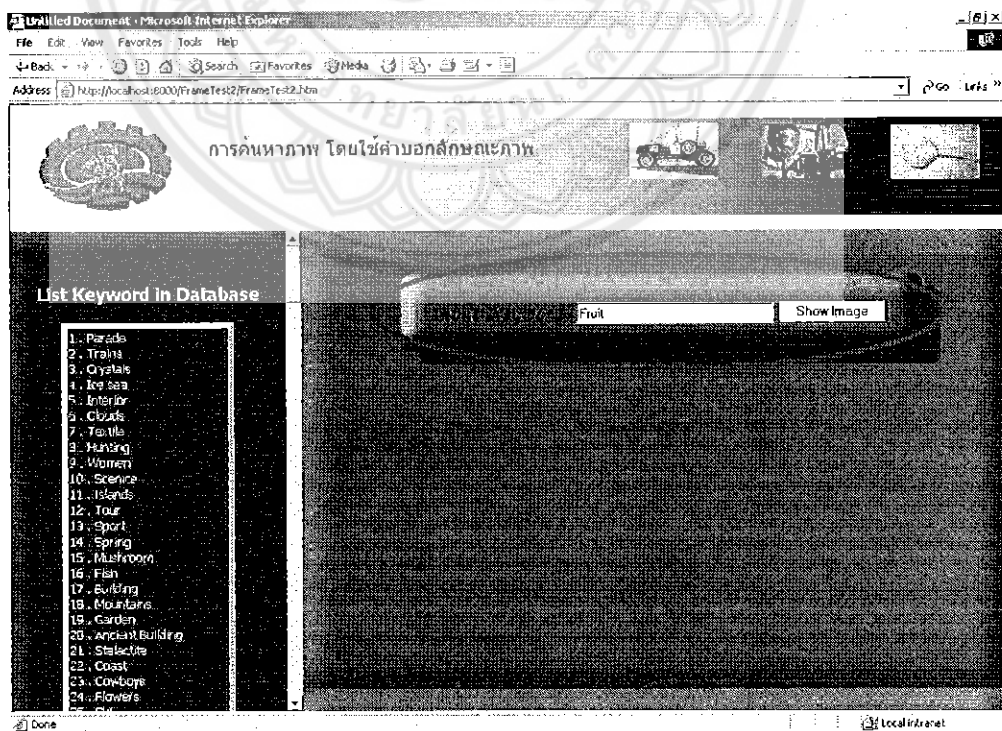 Untitled Document - Microsoft Internet Explorer
File Edit View Favorites Tools Help
Back Search Favorites Media
Address http://localhost:8000/FrameTest2/FrameTest2.htm Go Links »
การค้นหาภาพ โดยใช้คำบอกลักษณะภาพ
List Keyword in Database
Fruit Show Image
1 . Parade
2 . Trains
3 . Crystals
4 . Ice sea
5 . Interior
6 . Clouds
7 . Textile
8 . Hunting
9 . Women
10 . Scenice
11 . Islands
12 . Tour
13 . Sport
14 . Spring
15 . Mushroom
16 . Fish
17 . Building
18 . Mountains
19 . Garden
20 . Ancient Building
21 . Stalactite
22 . Coast
23 . Cowboys
24 . Flowers
Done Local intranet